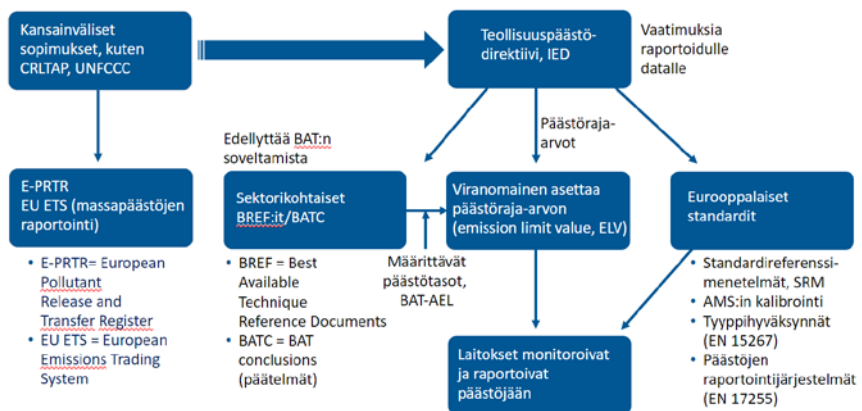 Kansainväliset
sopimukset, kuten
CRLTAP, UNFCCC
Teollisuuspäästö-
direktiivi, IED
Vaatimuksia
raportoidulle
datalle
Edellyttää BAT:n
soveltamista
Päästöraja-
arvot
E-PRTR
EU ETS (massapäästöjen
raportointi)
Sektorikohtaiset
BREF:it/BATC
Viranomainen asettaa
päästöraja-arvon
(emission limit value, ELV)
Eurooppalaiset
standardit
• E-PRTR= European
Pollutant
Release and
Transfer Register
• EU ETS = European
Emissions Trading
System
• BREF = Best
Available
Technique
Reference Documents
• BATC = BAT
conclusions
(päätelmät)
Määrittävät
päästötasot,
BAT-AEL
• Standardireferenssi-
menetelmät, SRM
• AMS:in kalibrointi
• Tyyppihyväksynnät
(EN 15267)
• Päästöjen
raportointijärjestelmät
(EN 17255)
Laitokset monitoroivat
ja raportoivat
päästöjään